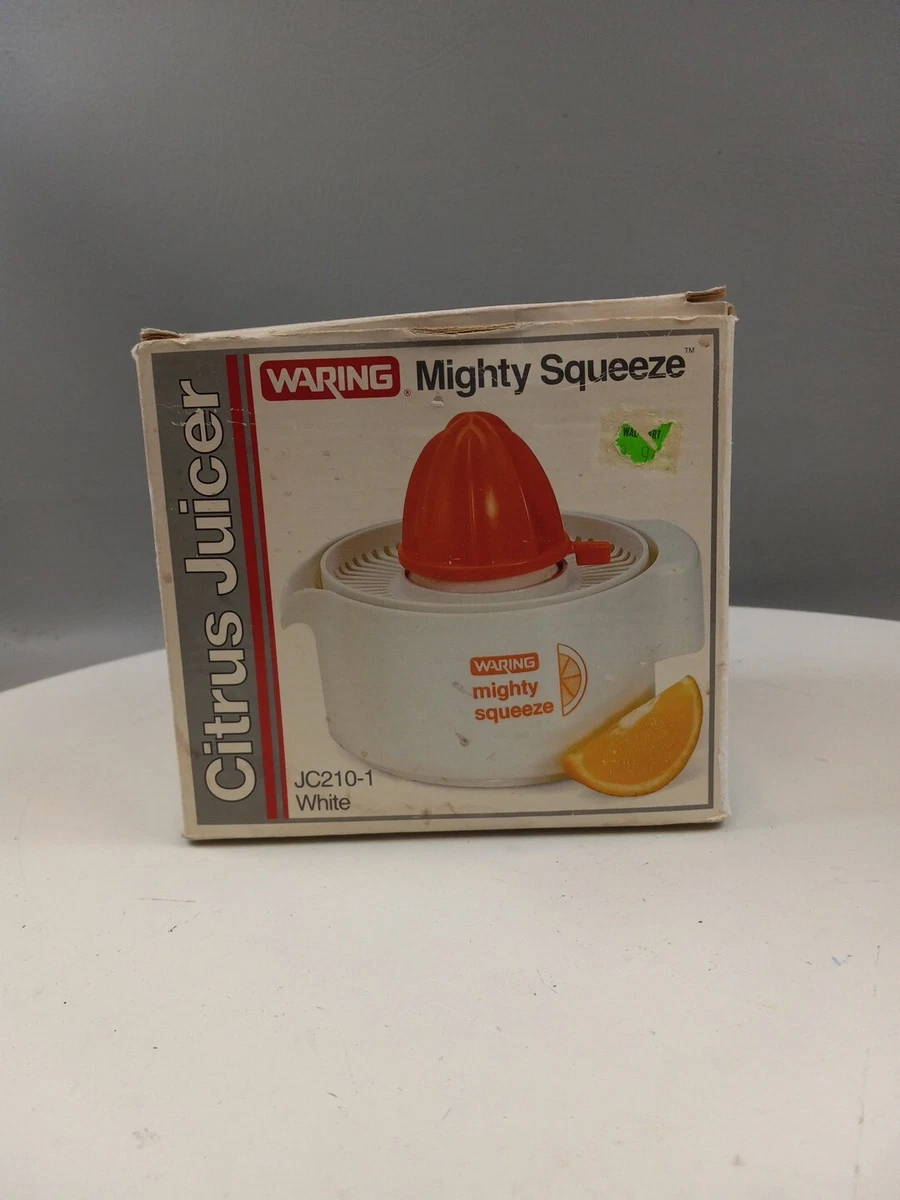 WARING® Mighty Squeeze™
Citrus Juicer
WARING
mighty
squeeze
JC210-1
White